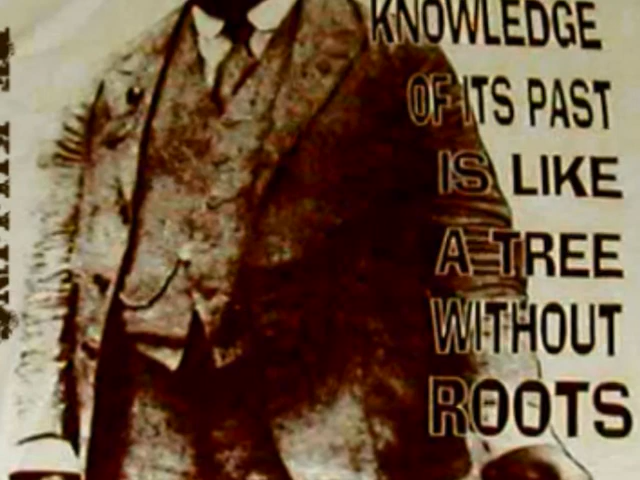 KNOWLEDGE
OF ITS PAST
IS LIKE
A TREE
WITHOUT
ROOTS